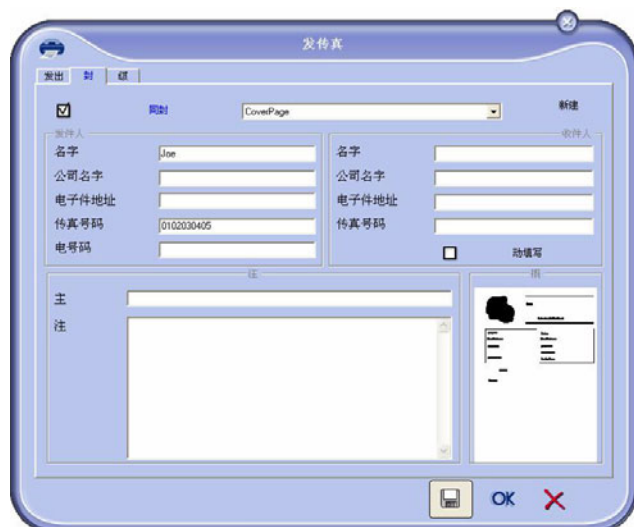 发传真
发出 封
同封 CoverPage 新建
发件人
名字 Joe
公司名字
电子件地址
传真号码 0102030405
电号码
收件人
名字
公司名字
电子件地址
传真号码
动填写
注
主
注
OK